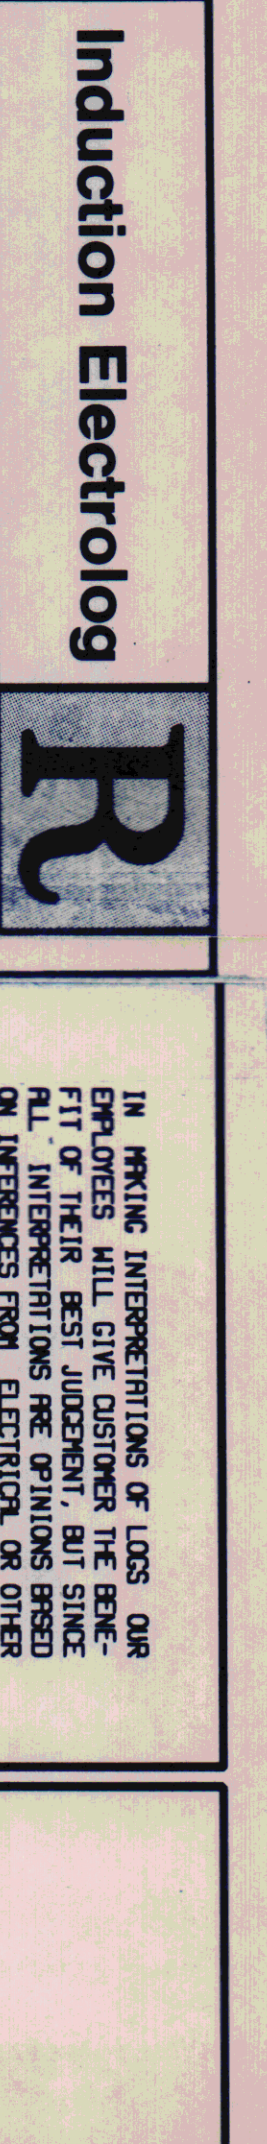 Induction Electrolog
R
IN MAKING INTERPRETATIONS OF LOGS OUR
EMPLOYEES WILL GIVE CUSTOMER THE BENE-
FIT OF THEIR BEST JUDGEMENT, BUT SINCE
ALL INTERPRETATIONS ARE OPINIONS BASED
ON INFERENCES FROM ELECTRICAL OR OTHER